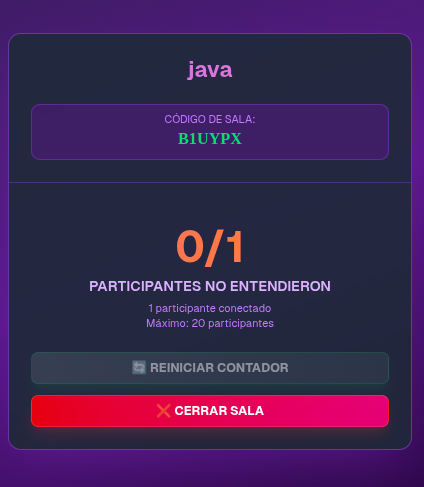 java
CÓDIGO DE SALA:
B1UYPX
0/1
PARTICIPANTES NO ENTENDIERON
1 participante conectado
Máximo: 20 participantes
🔄 REINICIAR CONTADOR
❌ CERRAR SALA